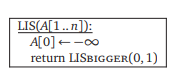 LIS(A[1 .. n]):
A[0] ← −∞
return LISBIGGER(0, 1)